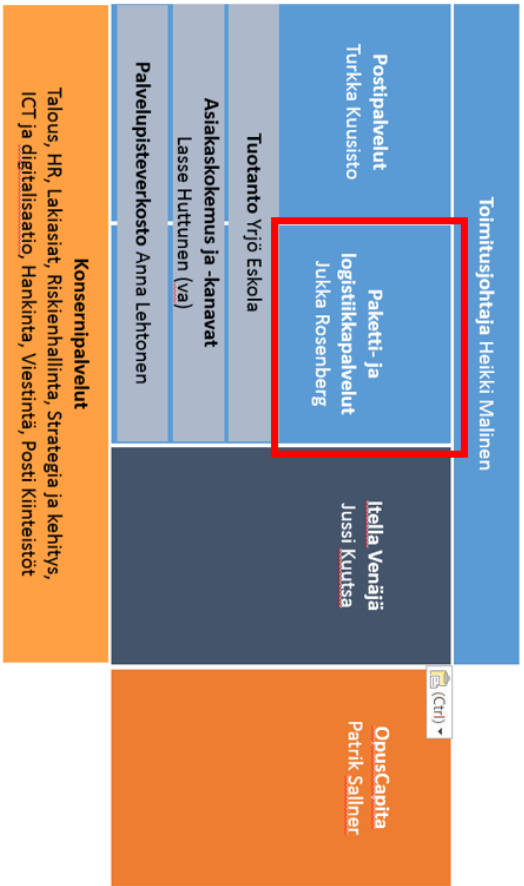 Toimitusjohtaja Heikki Malinen
Postipalvelut
Turkka Kuusisto
Paketti- ja
logistiikkapalvelut
Jukka Rosenberg
Itella Venäjä
Jussi Kuutsa
OpusCapita
Patrik Sallner
(Ctrl)
Tuotanto Yrjö Eskola
Asiakaskokemus ja -kanavat
Lasse Huttunen (va)
Palvelupisteverkosto Anna Lehtonen
Konsernipalvelut
Talous, HR, Lakiasiat, Riskienhallinta, Strategia ja kehitys,
ICT ja digitalisaatio, Hankinta, Viestintä, Posti Kiinteistöt